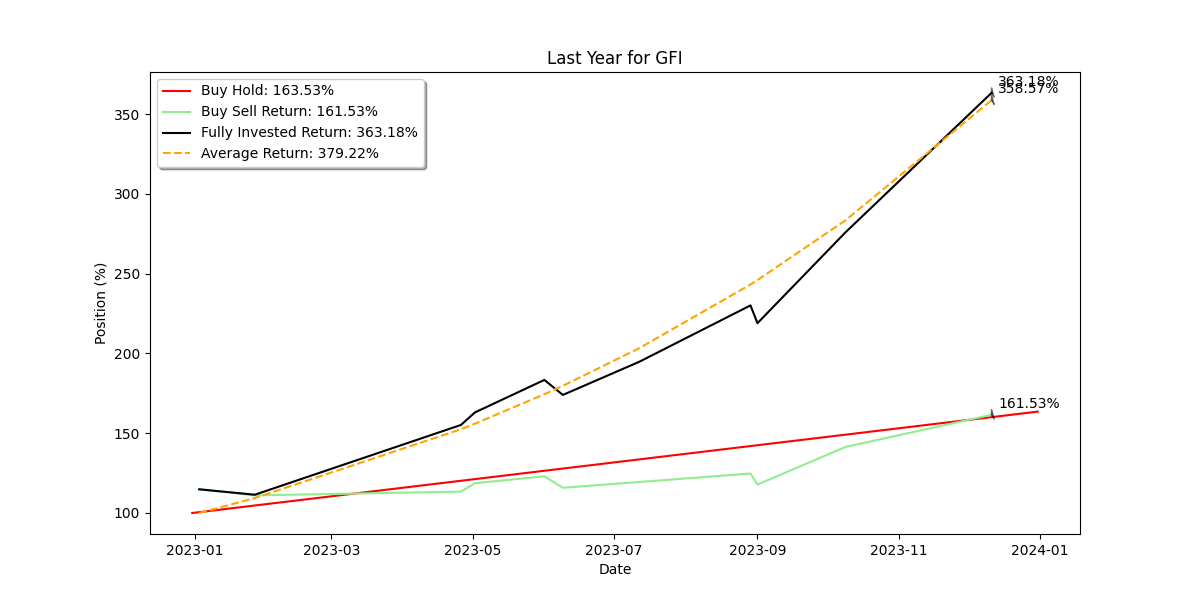 Last Year for GFI
Buy Hold: 163.53%
Buy Sell Return: 161.53%
Fully Invested Return: 363.18%
Average Return: 379.22%
363.18%
358.57%
161.53%
Position (%)
350
300
250
200
150
100
2023-01
2023-03
2023-05
2023-07
2023-09
2023-11
2024-01
Date